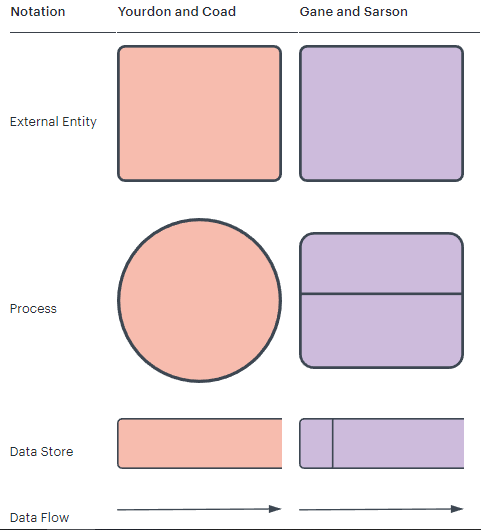 Notation Yourdon and Coad Gane and Sarson
External Entity
Process
Data Store
Data Flow